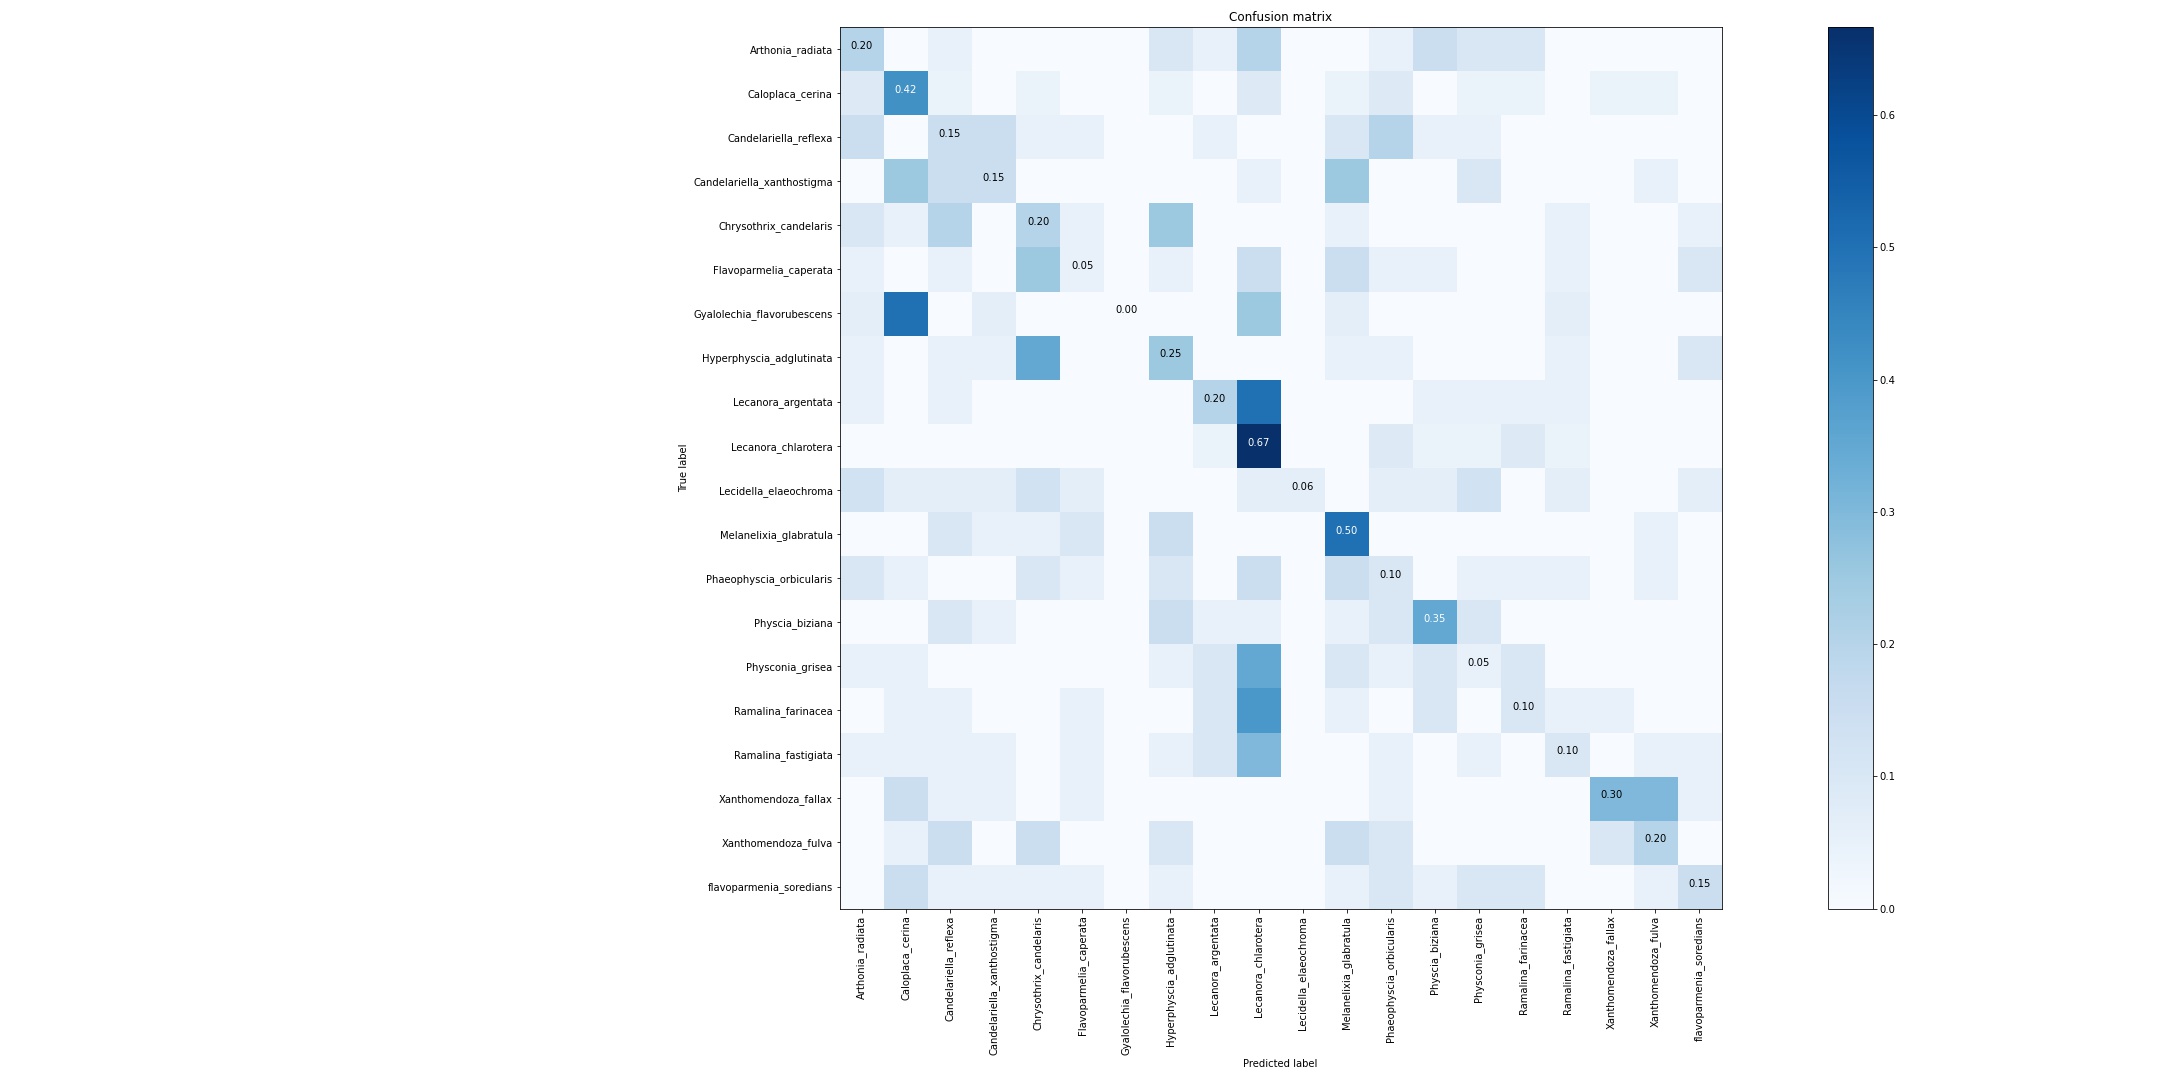 Confusion matrix
Arthonia_radiata
Caloplaca_cerina
Candelariella_reflexa
Candelariella_xanthostigma
Chrysothrix_candelaris
Flavoparmelia_caperata
Gyalolechia_flavorubescens
Hyperphyscia_adglutinata
Lecanora_argentata
Lecanora_chlarotera
Lecidella_elaeochroma
Melanelixia_glabratula
Phaeophyscia_orbicularis
Physcia_biziana
Physconia_grisea
Ramalina_farinacea
Ramalina_fastigiata
Xanthomendoza_fallax
Xanthomendoza_fulva
flavoparmenia_soredians
True label
0.20
0.42
0.15
0.15
0.20
0.05
0.00
0.25
0.20
0.67
0.06
0.50
0.10
0.35
0.05
0.10
0.10
0.30
0.20
0.15
Arthonia_radiata
Caloplaca_cerina
Candelariella_reflexa
Candelariella_xanthostigma
Chrysothrix_candelaris
Flavoparmelia_caperata
Gyalolechia_flavorubescens
Hyperphyscia_adglutinata
Lecanora_argentata
Lecanora_chlarotera
Lecidella_elaeochroma
Melanelixia_glabratula
Phaeophyscia_orbicularis
Physcia_biziana
Physconia_grisea
Ramalina_farinacea
Ramalina_fastigiata
Xanthomendoza_fallax
Xanthomendoza_fulva
flavoparmenia_soredians
Predicted label
0.6
0.5
0.4
0.3
0.2
0.1
0.0